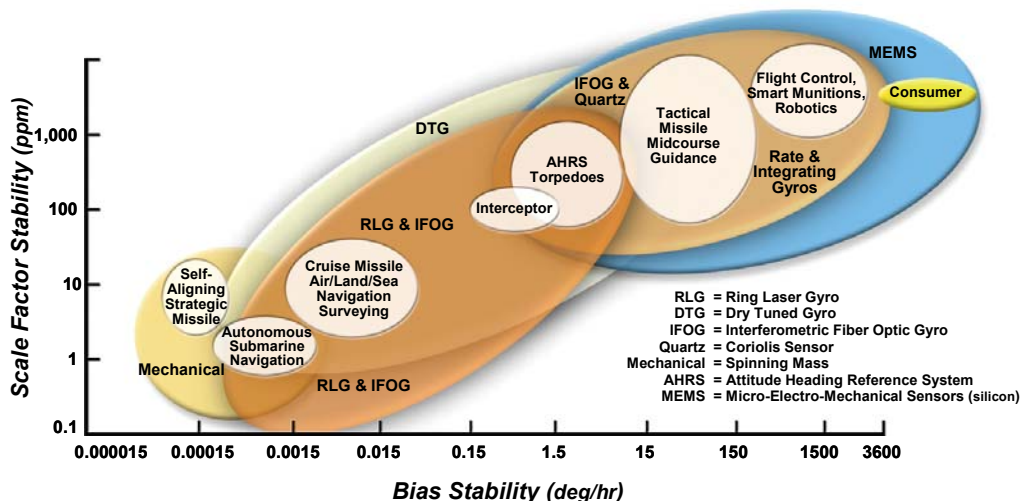 MEMS
IFOG &
Quartz
Flight Control,
Smart Munitions,
Robotics
Consumer
DTG
Tactical
Missile
Midcourse
Guidance
1,000
AHRS
Torpedoes
Rate &
Integrating
Gyros
Interceptor
100
RLG & IFOG
Self-
Aligning
Strategic
Missile
Cruise Missile
Air/Land/Sea
Navigation
Surveying
10
Autonomous
Submarine
Navigation
1
Mechanical
RLG & IFOG
0.1
Scale Factor Stability (ppm)
RLG = Ring Laser Gyro
DTG = Dry Tuned Gyro
IFOG = Interferometric Fiber Optic Gyro
Quartz = Coriolis Sensor
Mechanical = Spinning Mass
AHRS = Attitude Heading Reference System
MEMS = Micro-Electro-Mechanical Sensors (silicon)
0.000015 0.00015 0.0015 0.015 0.15 1.5 15 150 1500 3600
Bias Stability (deg/hr)